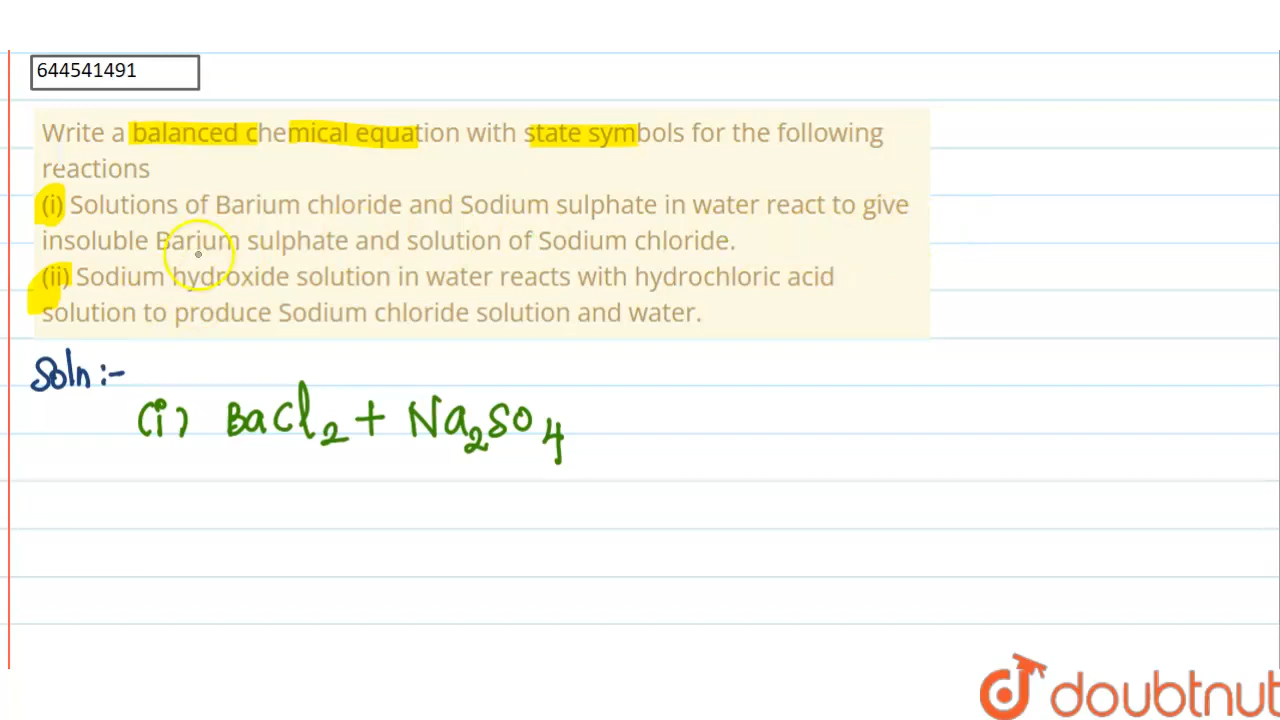 644541491
Write a balanced chemical equation with state symbols for the following
reactions
(i) Solutions of Barium chloride and Sodium sulphate in water react to give
insoluble Barium sulphate and solution of Sodium chloride.
(ii) Sodium hydroxide solution in water reacts with hydrochloric acid
solution to produce Sodium chloride solution and water.
Soln :-
(i) BaCl2 + Na2SO4
doubtnut